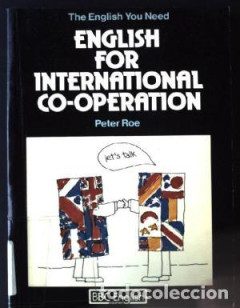 The English You Need
ENGLISH
FOR
INTERNATIONAL
CO-OPERATION
Peter Roe
let's talk
BBC English
todocoleccion